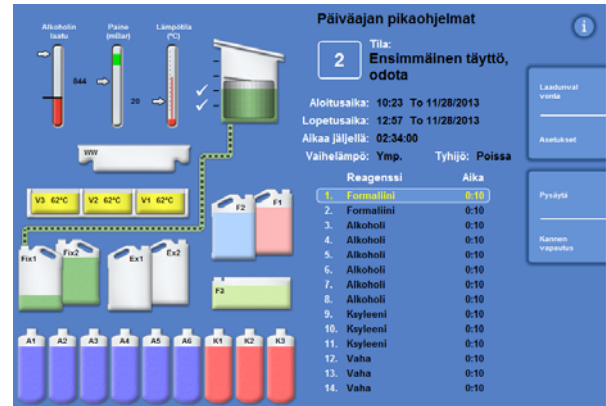 Päiväajan pikaohjelmat
i
Alkoholin
laatu
Paine
(mBar)
Lämpötila
(°C)
844
20
2
Tila:
Ensimmäinen täyttö,
odota
Aloitusaika: 10:23 To 11/28/2013
Lopetusaika: 12:57 To 11/28/2013
Aikaa jäljellä: 02:34:00
Vaihelämpö: Ymp. Tyhijö: Poissa
Reagenssi Aika
1. Formaliini 0:10
2. Formaliini 0:10
3. Alkoholi 0:10
4. Alkoholi 0:10
5. Alkoholi 0:10
6. Alkoholi 0:10
7. Alkoholi 0:10
8. Alkoholi 0:10
9. Ksyleeni 0:10
10. Ksyleeni 0:10
11. Ksyleeni 0:10
12. Vaha 0:10
13. Vaha 0:10
14. Vaha 0:10
Laadunval
vonta
Asetukset
Pysäytä
Kannen
vapautus
WW
V3 62°C
V2 62°C
V1 62°C
F2
F1
Fix1
Fix2
Ex1
Ex2
F3
A1
A2
A3
A4
A5
A6
K1
K2
K3